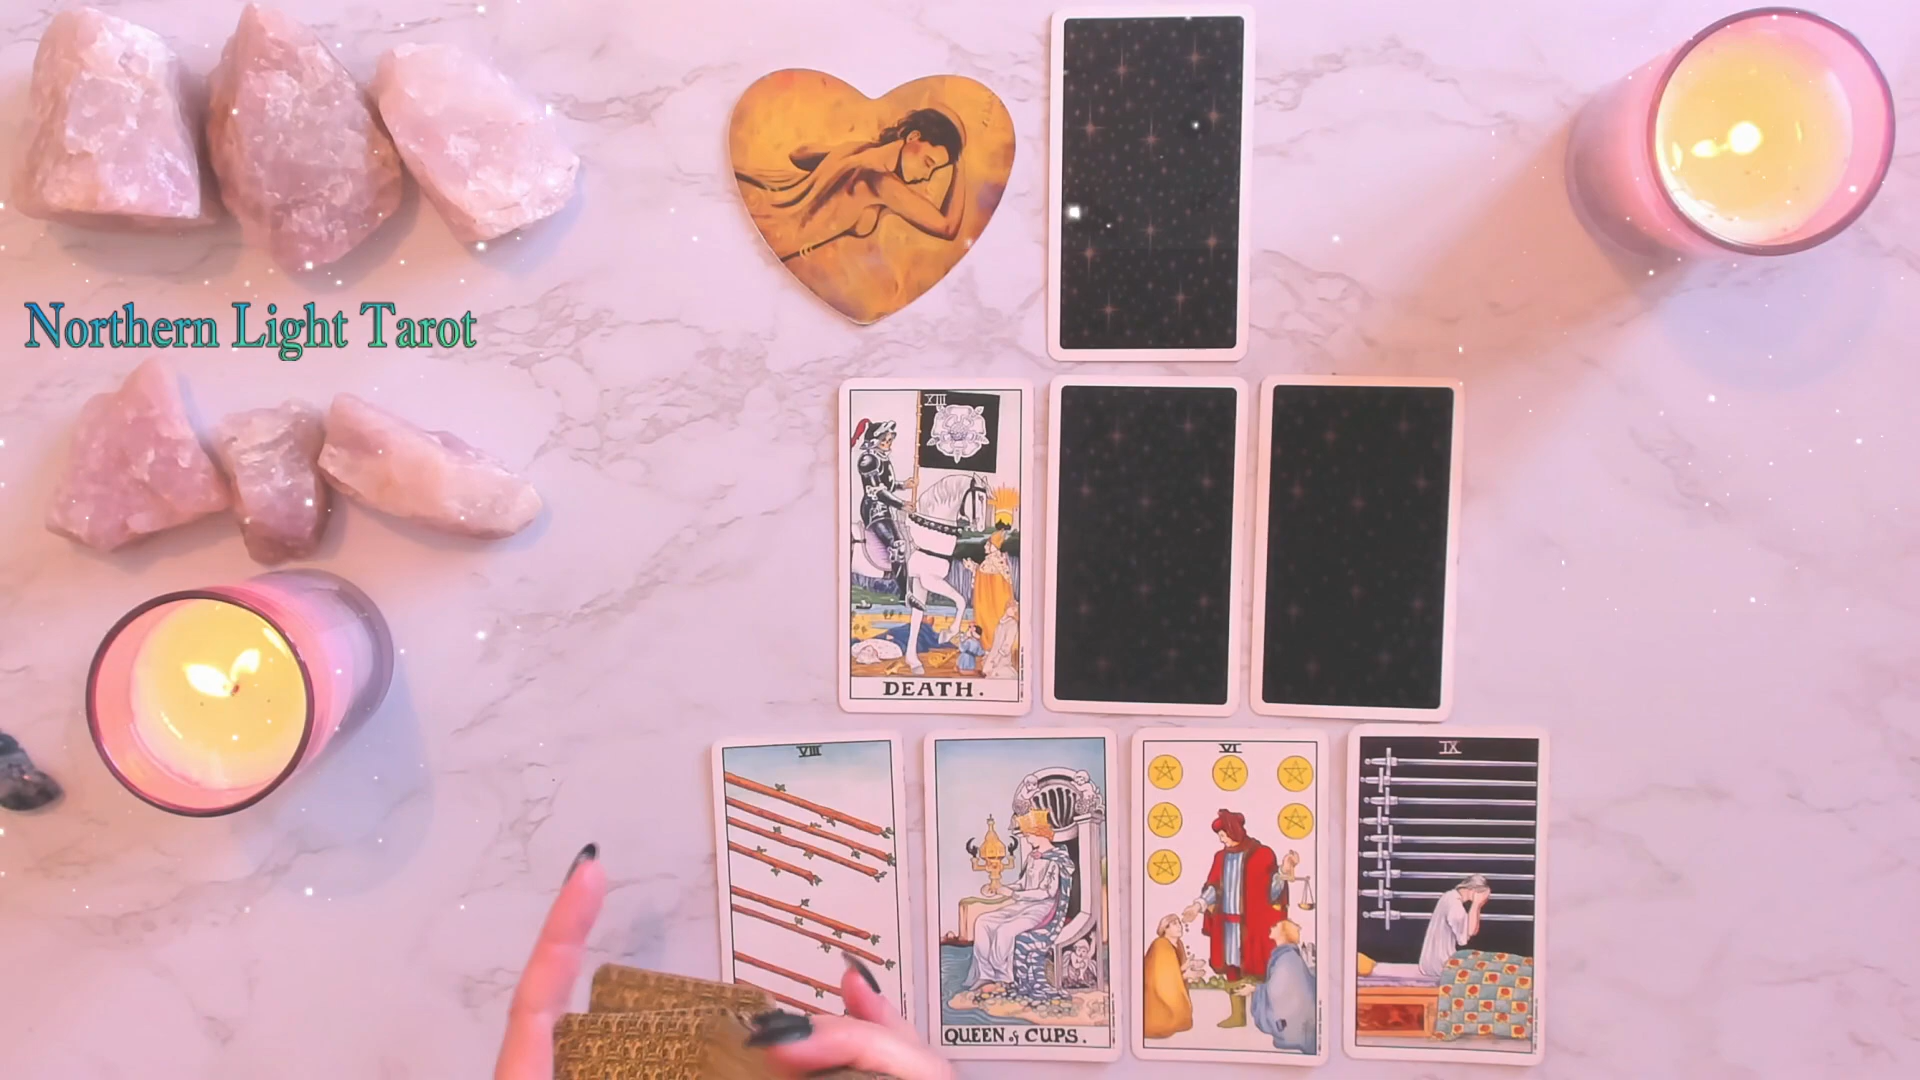 Northern Light Tarot
XIII
DEATH.
VIII
VI
IX
QUEEN of CUPS.